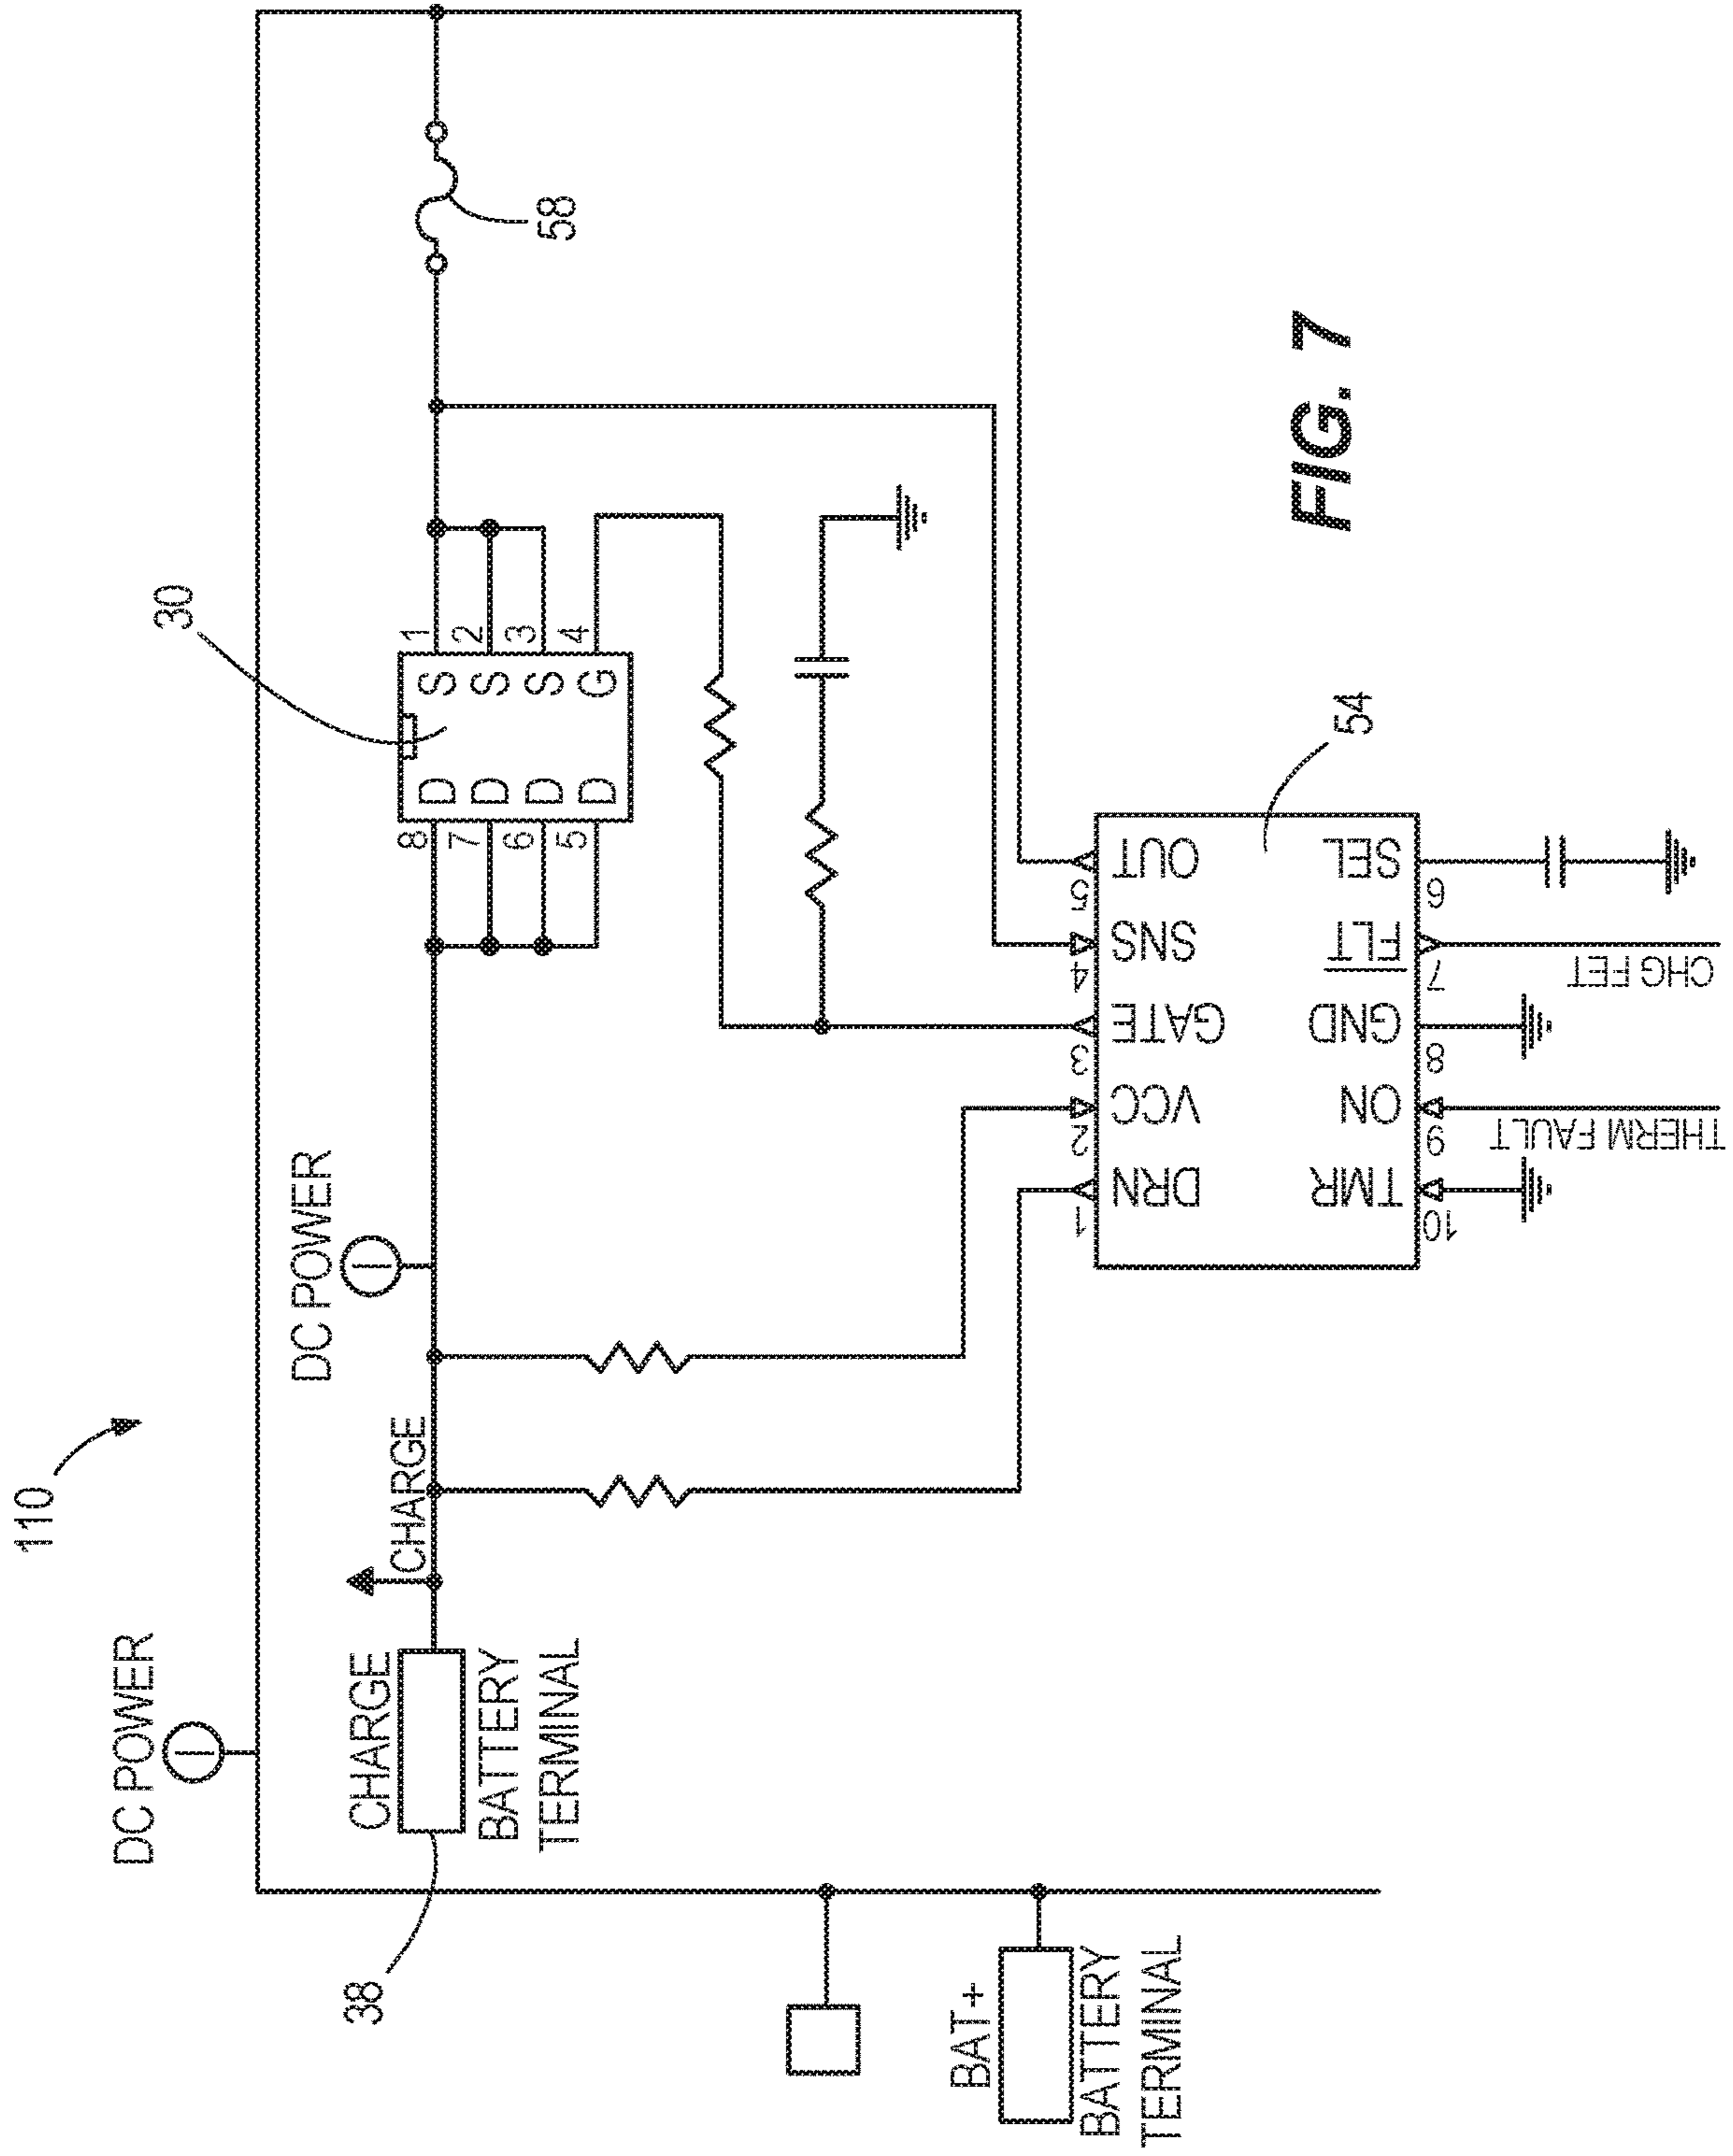 110
DC POWER
DC POWER
30
CHARGE
CHARGE
BATTERY
TERMINAL
38
8 D S 1
7 D S 2
6 D S 3
5 D G 4
58
BAT+
BATTERY
TERMINAL
1 2 3 4 5
DRN VCC GATE SNS OUT
TMR ON GND FLT SEL
10 9 8 7 6
54
THERM FAULT
CHG FET
FIG. 7